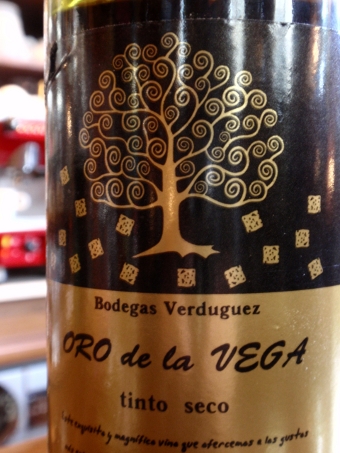 Bodegas Verduguez
ORO de la VEGA
tinto seco
Este exquisito y magnífico vino que ofrecemos a los gustos